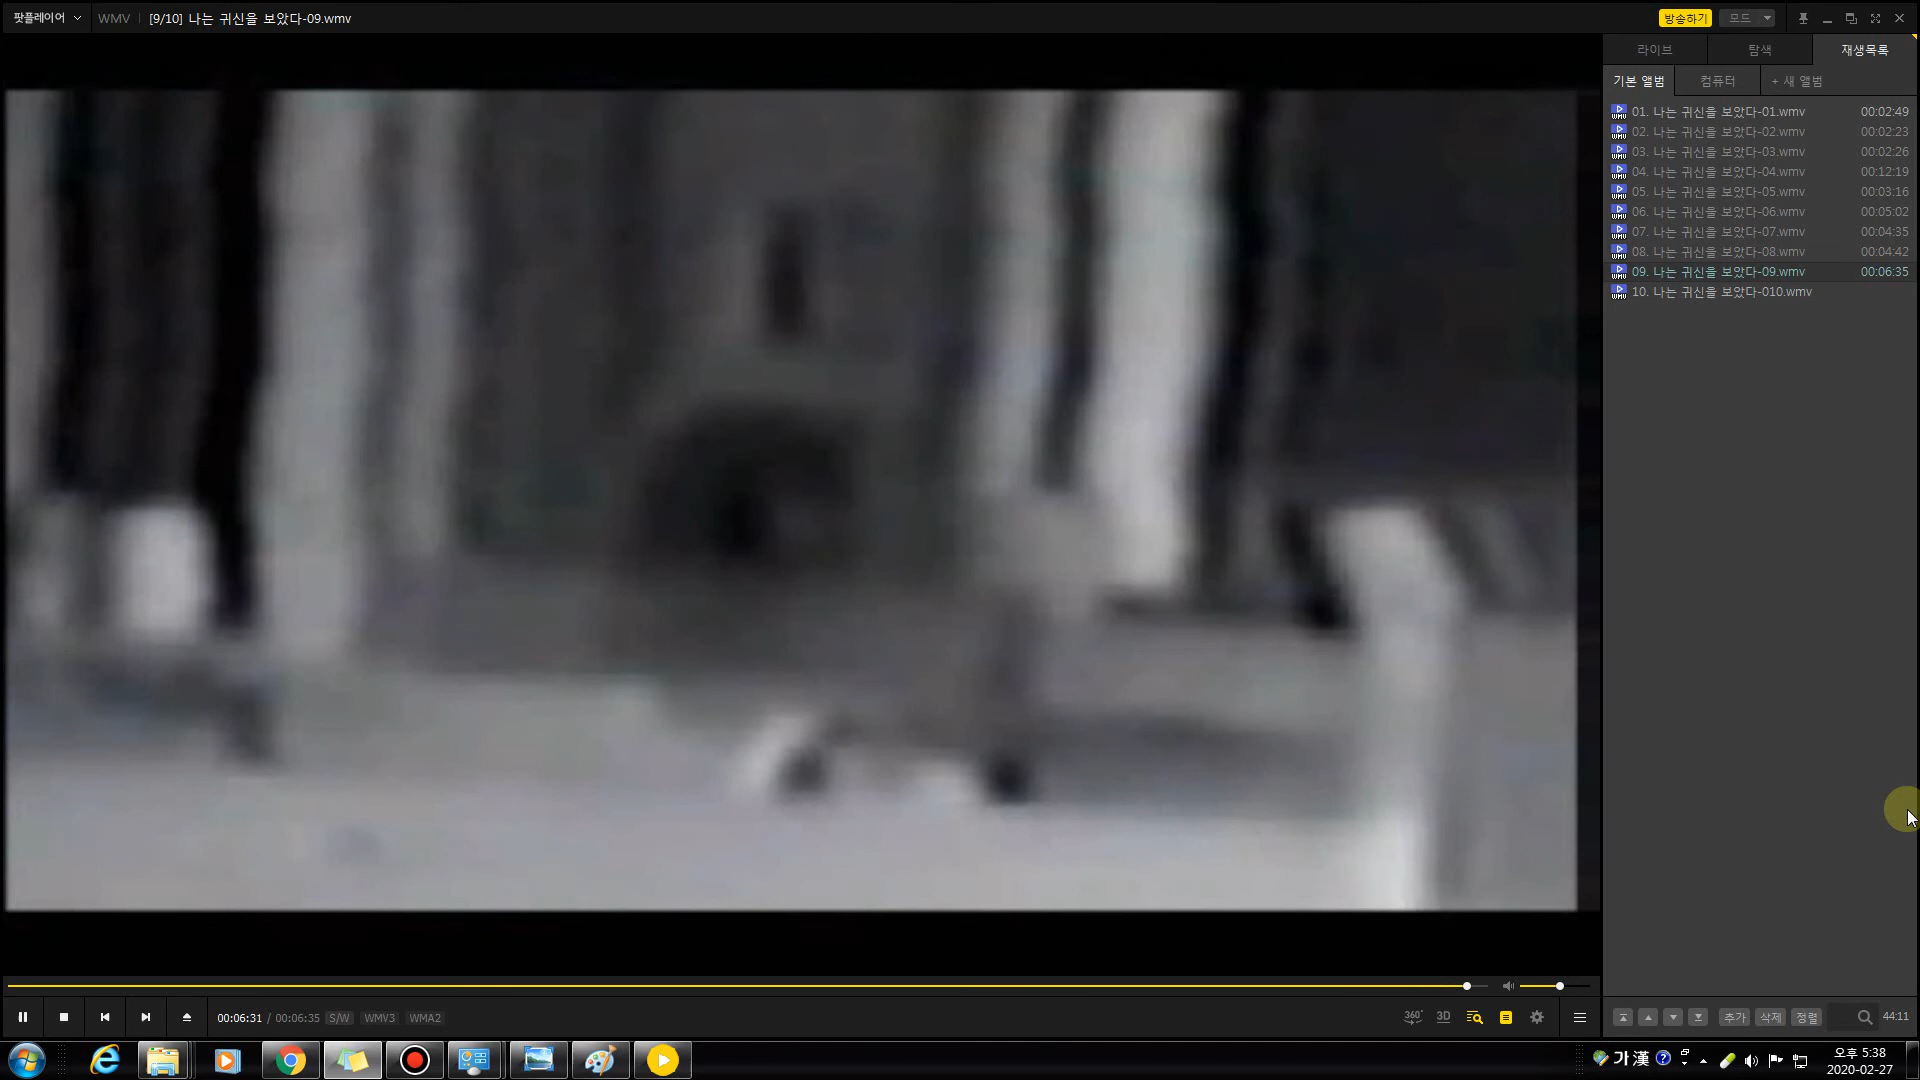 팟플레이어 WMV [9/10] 나는 귀신을 보았다-09.wmv 방송하기 모드
라이브 탐색 재생목록
기본 앨범 컴퓨터 + 새 앨범
01. 나는 귀신을 보았다-01.wmv 00:02:49
02. 나는 귀신을 보았다-02.wmv 00:02:23
03. 나는 귀신을 보았다-03.wmv 00:02:26
04. 나는 귀신을 보았다-04.wmv 00:12:19
05. 나는 귀신을 보았다-05.wmv 00:03:16
06. 나는 귀신을 보았다-06.wmv 00:05:02
07. 나는 귀신을 보았다-07.wmv 00:04:35
08. 나는 귀신을 보았다-08.wmv 00:04:42
09. 나는 귀신을 보았다-09.wmv 00:06:35
10. 나는 귀신을 보았다-010.wmv
00:06:31 / 00:06:35 S/W WMV3 WMA2 360° 3D 추가 삭제 정렬 44:11
가 漢 오후 5:38
2020-02-27